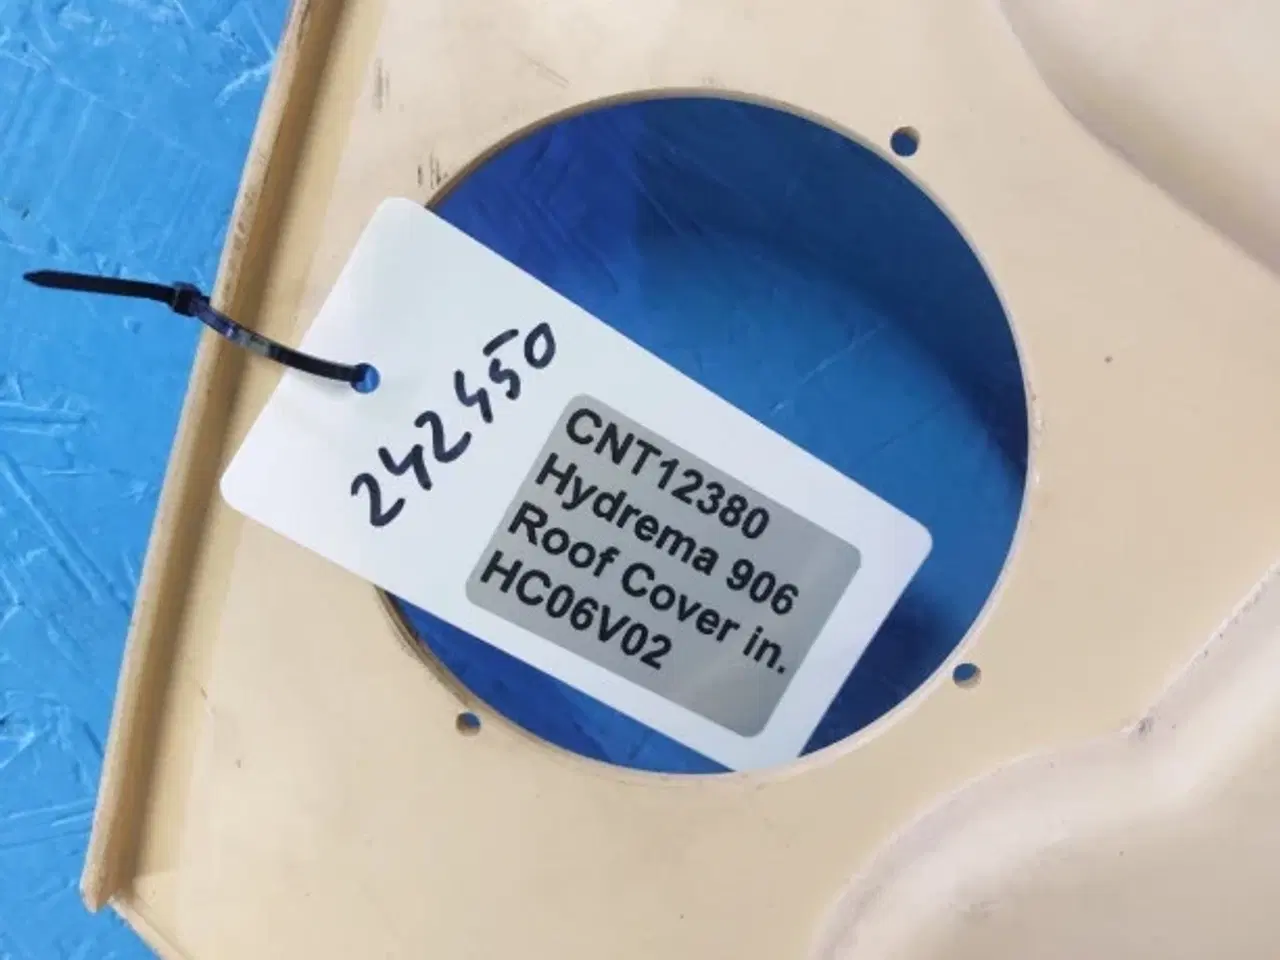 242450
CNT12380
Hydrema 906
Roof Cover in.
HC06V02